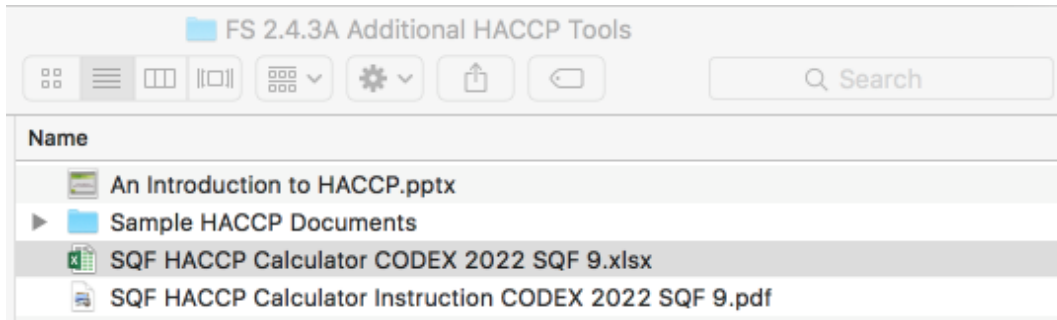 FS 2.4.3A Additional HACCP Tools
Search
Name
An Introduction to HACCP.pptx
Sample HACCP Documents
SQF HACCP Calculator CODEX 2022 SQF 9.xlsx
SQF HACCP Calculator Instruction CODEX 2022 SQF 9.pdf